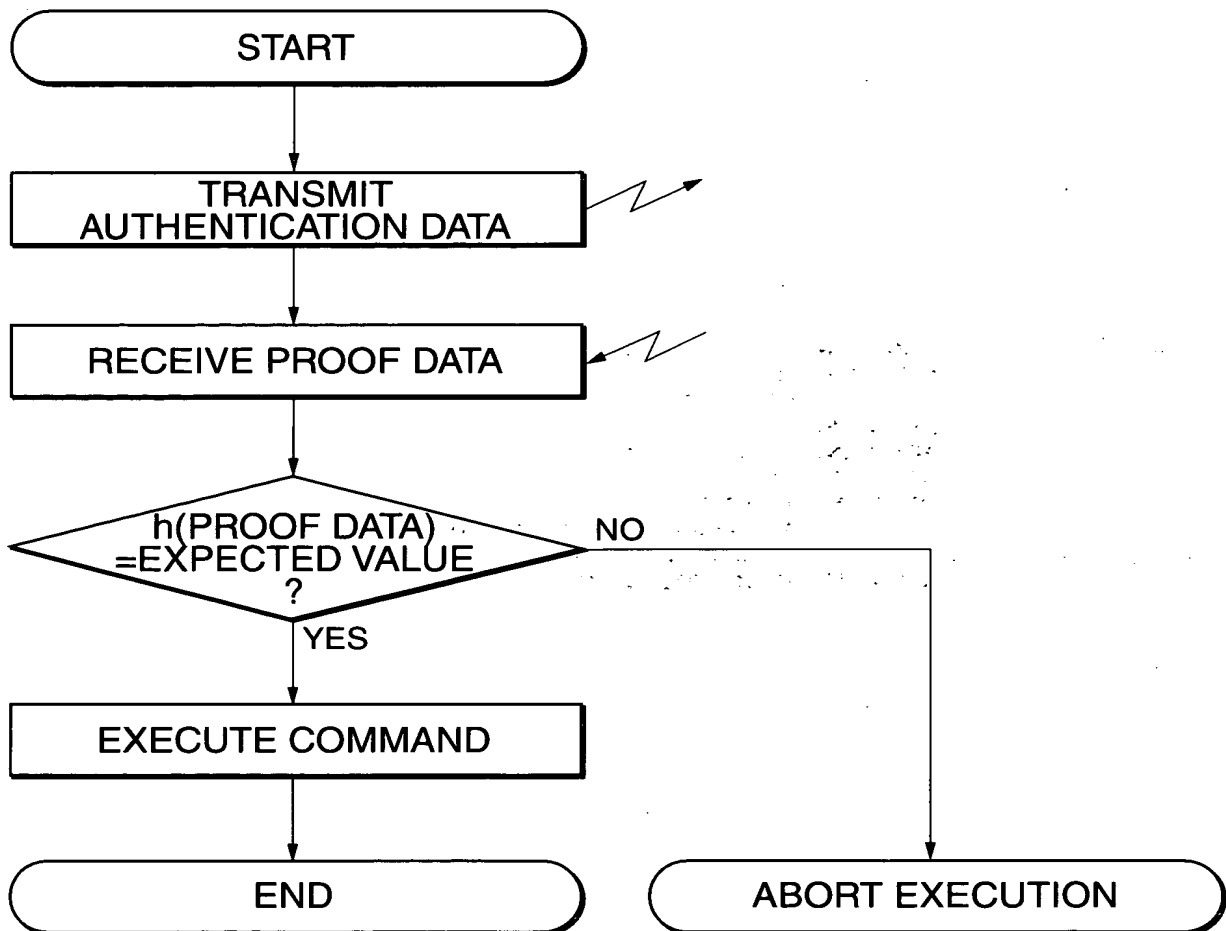 START
TRANSMIT
AUTHENTICATION DATA
RECEIVE PROOF DATA
h(PROOF DATA)
=EXPECTED VALUE
?
NO
YES
EXECUTE COMMAND
END
ABORT EXECUTION